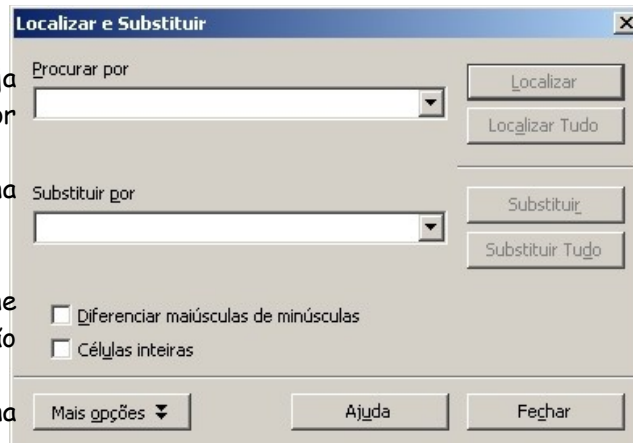 Localizar e Substituir
Procurar por
Localizar
Localizar Tudo
Substituir por
Substituir
Substituir Tudo
Diferenciar maiúsculas de minúsculas
Células inteiras
Mais opções
Ajuda
Fechar